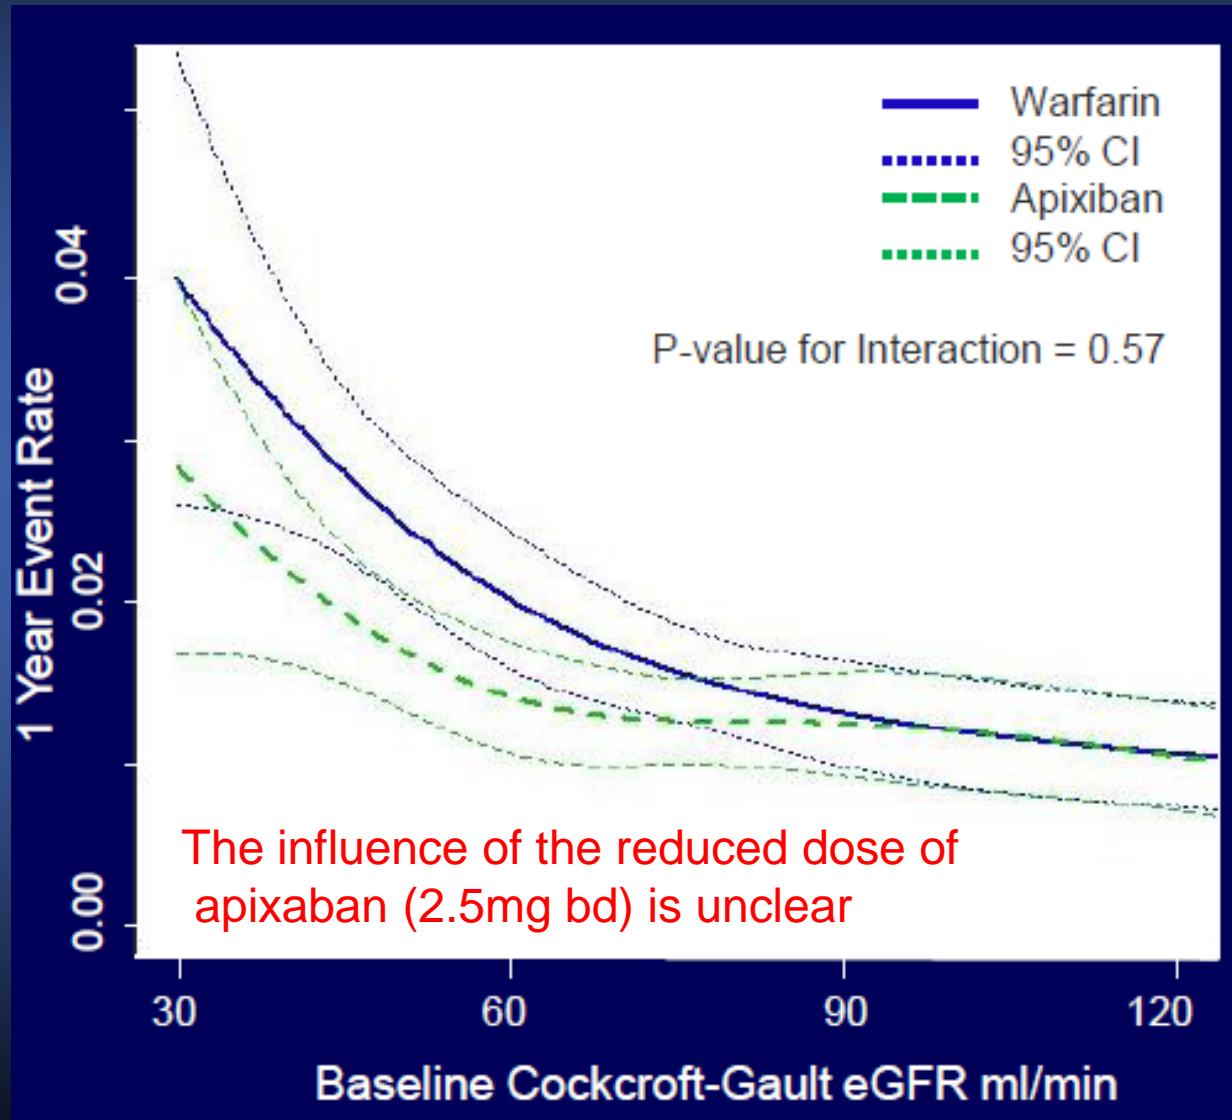 Warfarin
95% CI
Apixiban
95% CI
P-value for Interaction = 0.57
1 Year Event Rate
0.04
0.02
0.00
The influence of the reduced dose of
apixaban (2.5mg bd) is unclear
30 60 90 120
Baseline Cockcroft-Gault eGFR ml/min